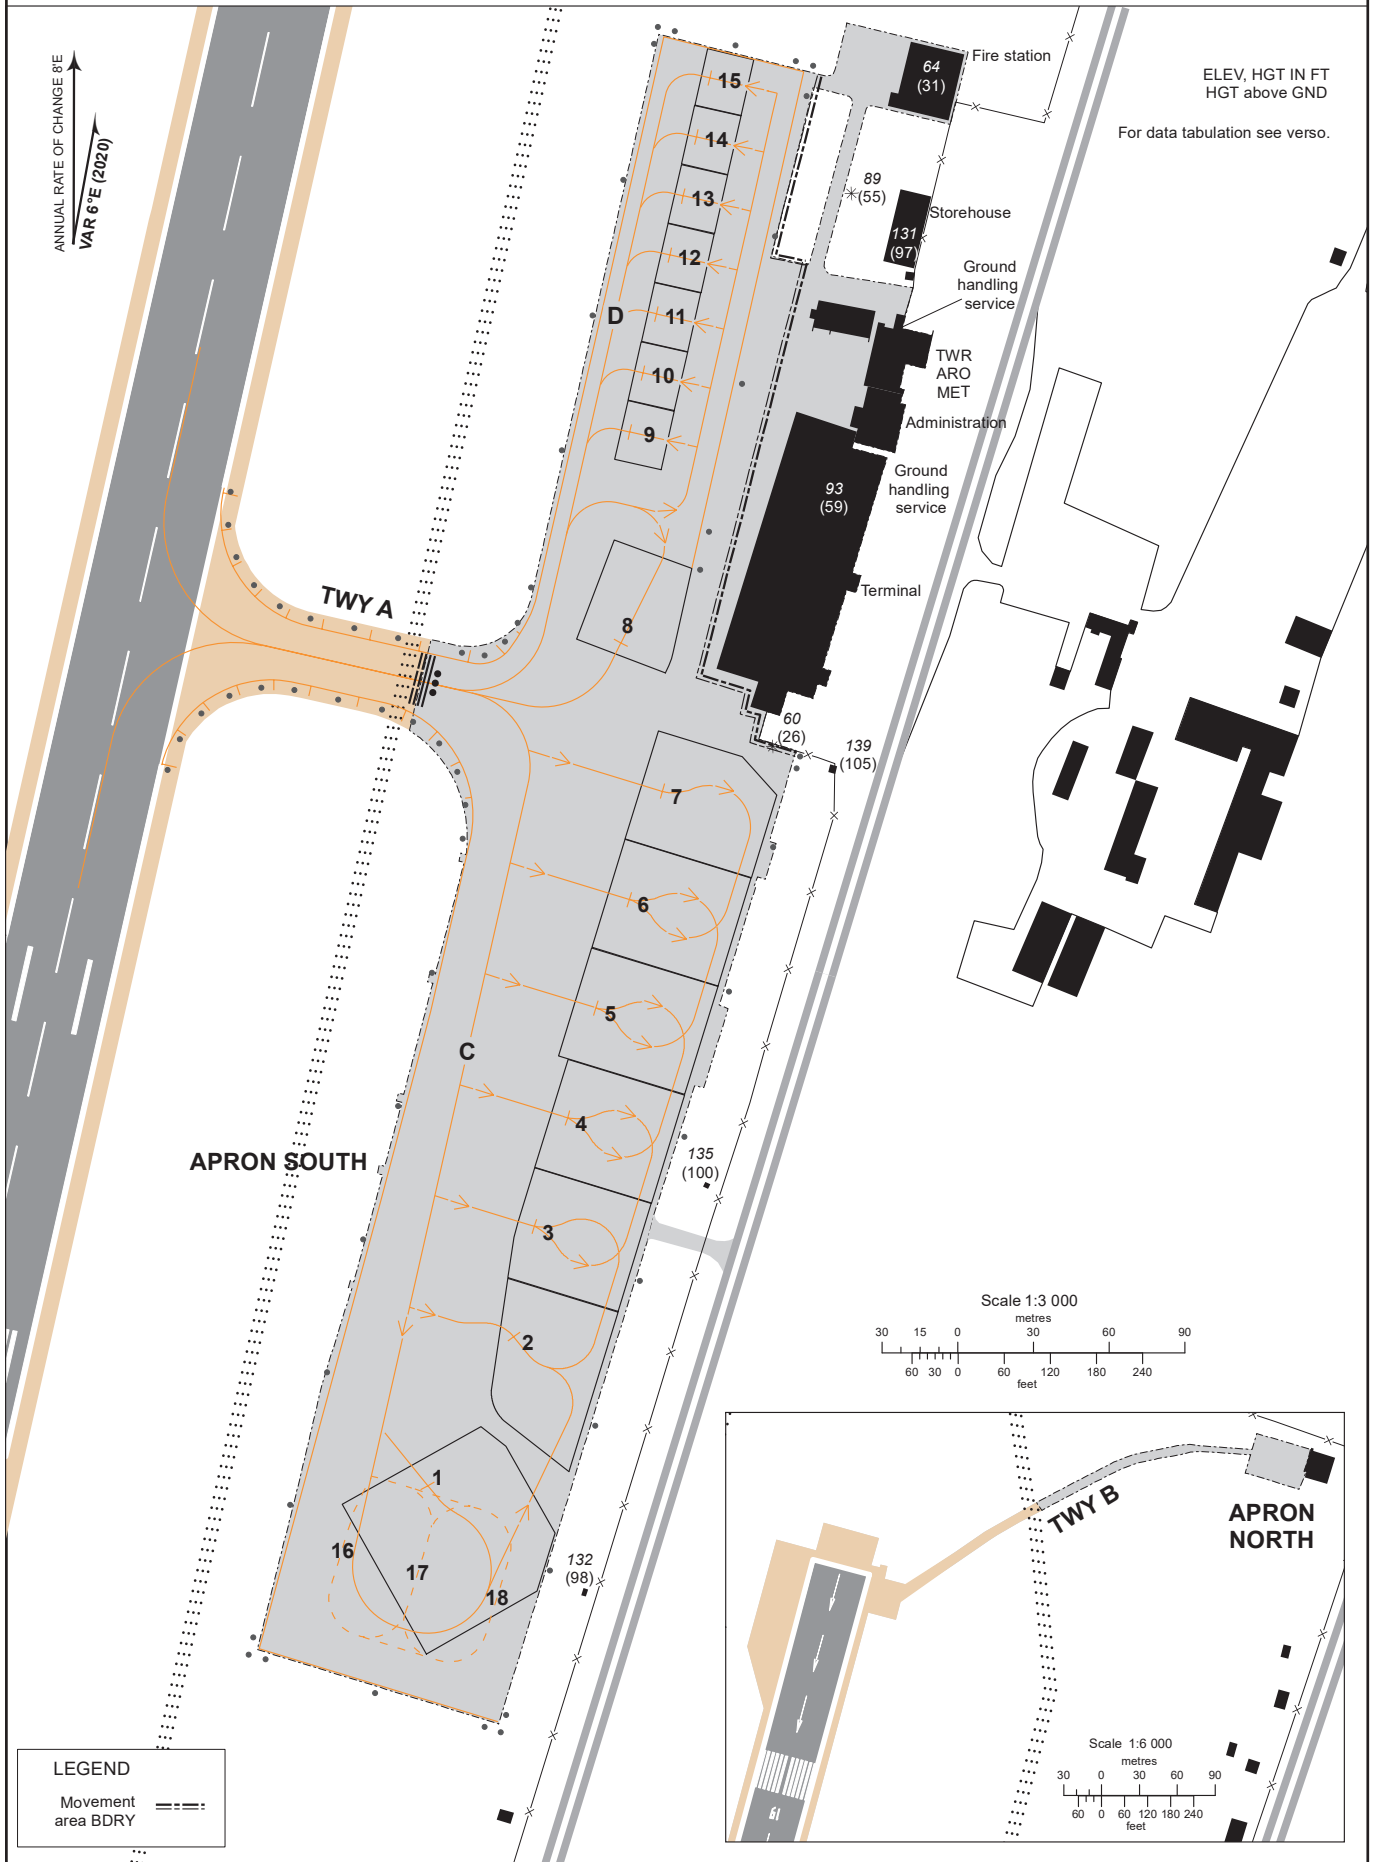 ANNUAL RATE OF CHANGE 8'E
VAR 6°E (2020)
ELEV, HGT IN FT
HGT above GND
For data tabulation see verso.
64
(31)
Fire station
15
14
13
12
11
10
9
8
D
89
(55)
Storehouse
131
(97)
Ground
handling
service
TWR
ARO
MET
Administration
Ground
handling
service
93
(59)
Terminal
TWY A
60
(26)
139
(105)
7
6
5
C
4
3
2
1
APRON SOUTH
135
(100)
16
17
18
132
(98)
Scale 1:3 000
metres
30 15 0 30 60 90
60 30 0 60 120 180 240
feet
TWY B
APRON
NORTH
19
Scale 1:6 000
metres
30 0 30 60 90
60 0 60 120 180 240
feet
LEGEND
Movement
area BDRY